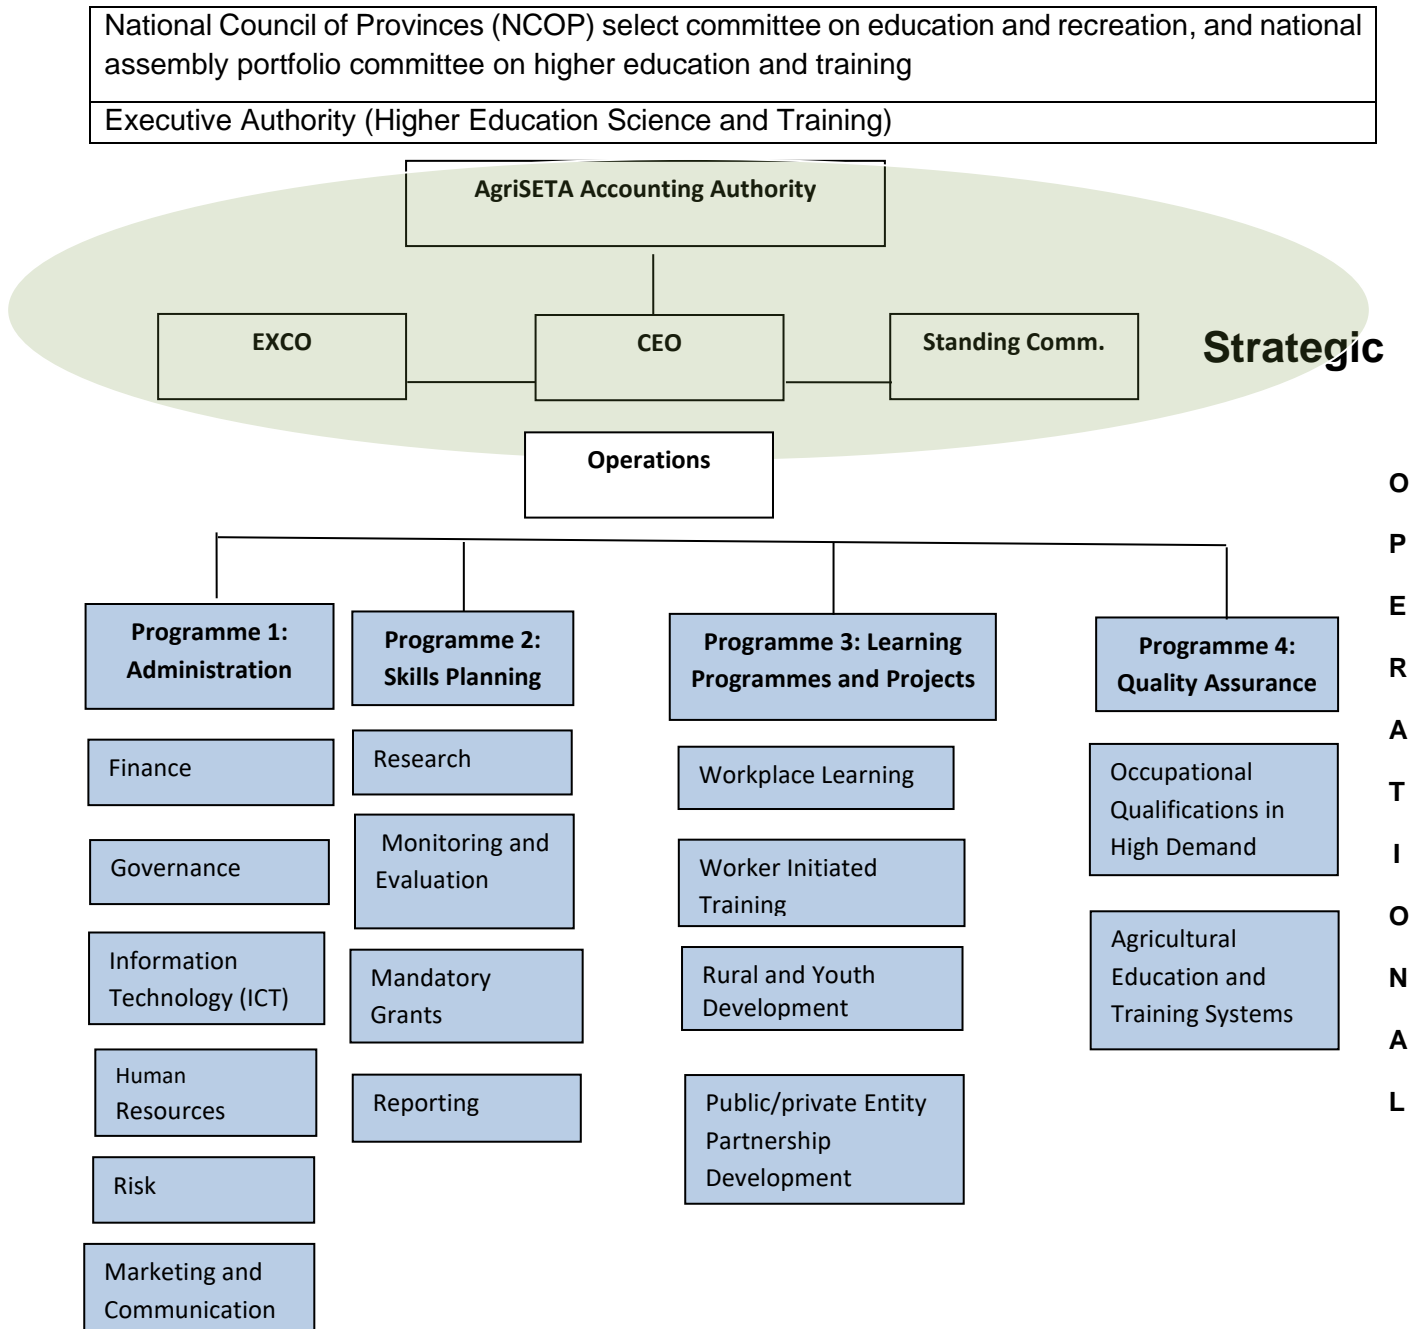 National Council of Provinces (NCOP) select committee on education and recreation, and national
assembly portfolio committee on higher education and training
Executive Authority (Higher Education Science and Training)
AgriSETA Accounting Authority
EXCO
CEO
Standing Comm.
Strategic
Operations
O
P
E
R
A
T
I
O
N
A
L
Programme 1:
Administration
Finance
Governance
Information
Technology (ICT)
Human
Resources
Risk
Marketing and
Communication
Programme 2:
Skills Planning
Research
Monitoring and
Evaluation
Mandatory
Grants
Reporting
Programme 3: Learning
Programmes and Projects
Workplace Learning
Worker Initiated
Training
Rural and Youth
Development
Public/private Entity
Partnership
Development
Programme 4:
Quality Assurance
Occupational
Qualifications in
High Demand
Agricultural
Education and
Training Systems